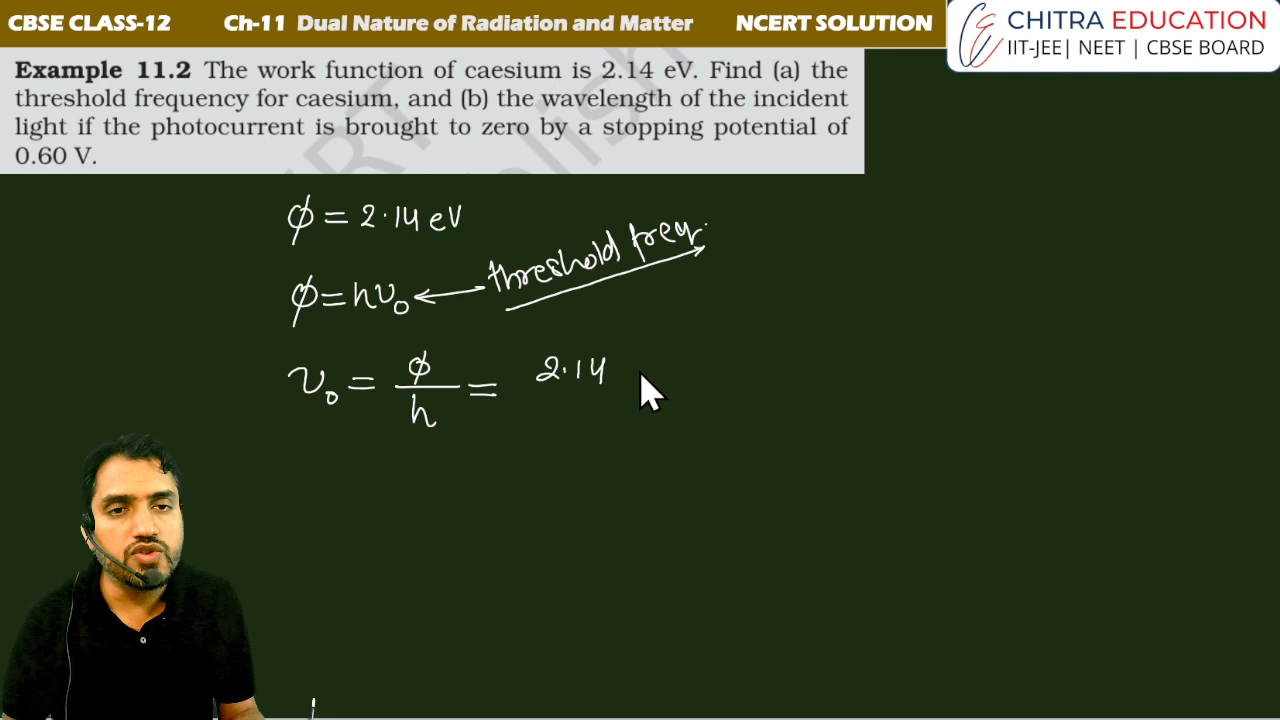 CBSE CLASS-12 Ch-11 Dual Nature of Radiation and Matter NCERT SOLUTION
CHITRA EDUCATION
IIT-JEE| NEET | CBSE BOARD
Example 11.2 The work function of caesium is 2.14 eV. Find (a) the
threshold frequency for caesium, and (b) the wavelength of the incident
light if the photocurrent is brought to zero by a stopping potential of
0.60 V.
ϕ = 2.14 eV
ϕ = hν₀ ← threshold freq.
ν₀ = ϕ/h = 2.14